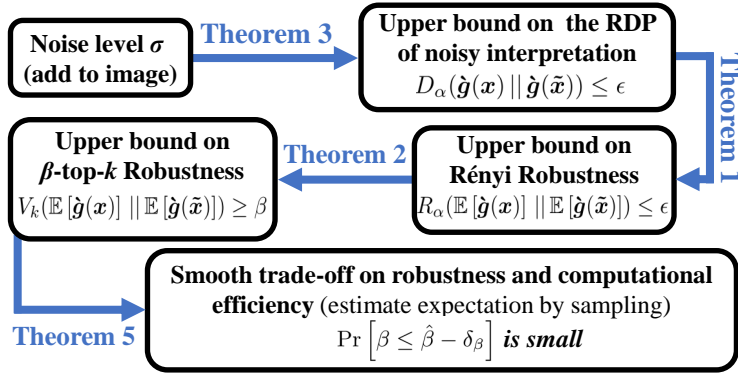 Noise level σ
(add to image)
Theorem 3
Upper bound on the RDP
of noisy interpretation
D_α(g̀(x) || g̀(x̃)) ≤ ϵ
Theorem 1
Upper bound on
Rényi Robustness
R_α(𝔼 [g̀(x)] || 𝔼 [g̀(x̃)]) ≤ ϵ
Theorem 2
Upper bound on
β-top-k Robustness
V_k(𝔼 [g̀(x)] || 𝔼 [g̀(x̃)]) ≥ β
Theorem 5
Smooth trade-off on robustness and computational
efficiency (estimate expectation by sampling)
Pr [β ≤ β̂ − δ_β] is small